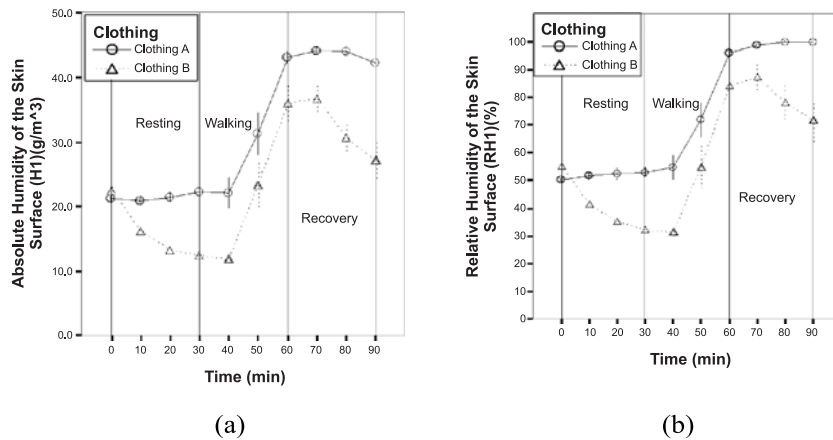 Absolute Humidity of the Skin
Surface (H1)(g/m^3)
50.0
40.0
30.0
20.0
10.0
0.0
Clothing
Clothing A
Clothing B
Resting
Walking
Recovery
0 10 20 30 40 50 60 70 80 90
Time (min)
(a)
Relative Humidity of the Skin
Surface (RH1)(%)
100
90
80
70
60
50
40
30
20
10
0
Clothing
Clothing A
Clothing B
Resting
Walking
Recovery
0 10 20 30 40 50 60 70 80 90
Time (min)
(b)